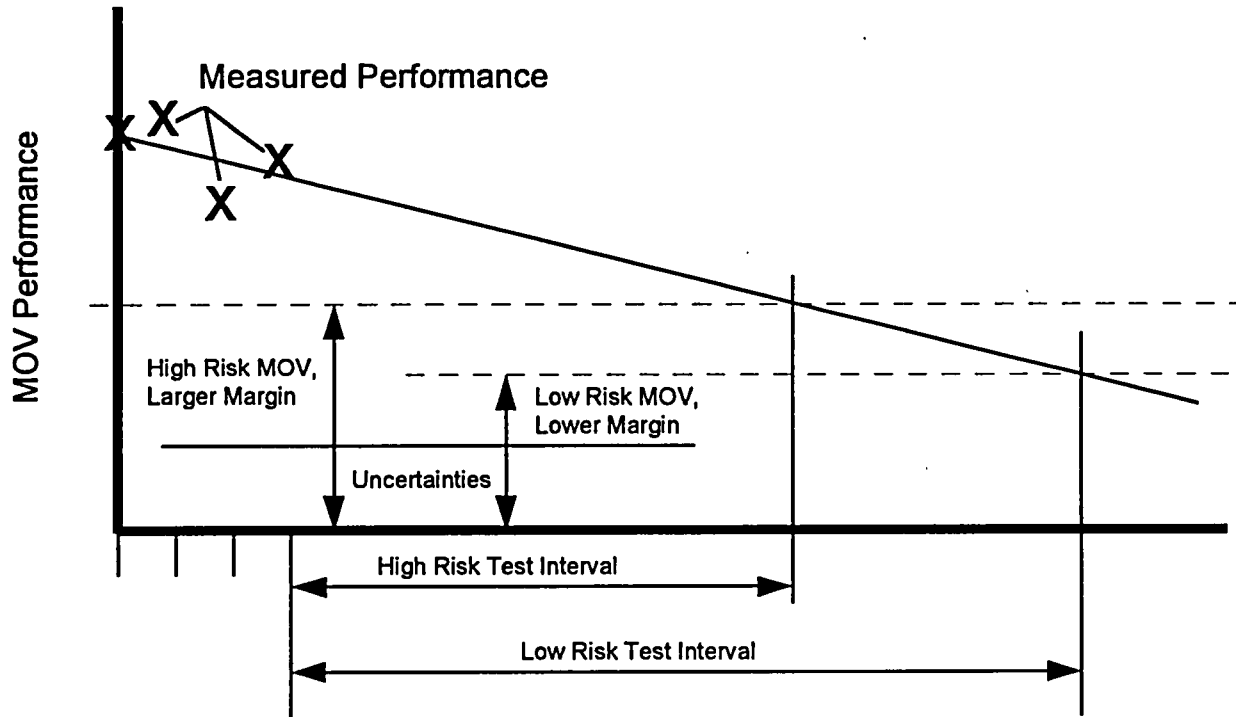 Measured Performance
X
X
X
X
MOV Performance
High Risk MOV,
Larger Margin
Low Risk MOV,
Lower Margin
Uncertainties
High Risk Test Interval
Low Risk Test Interval